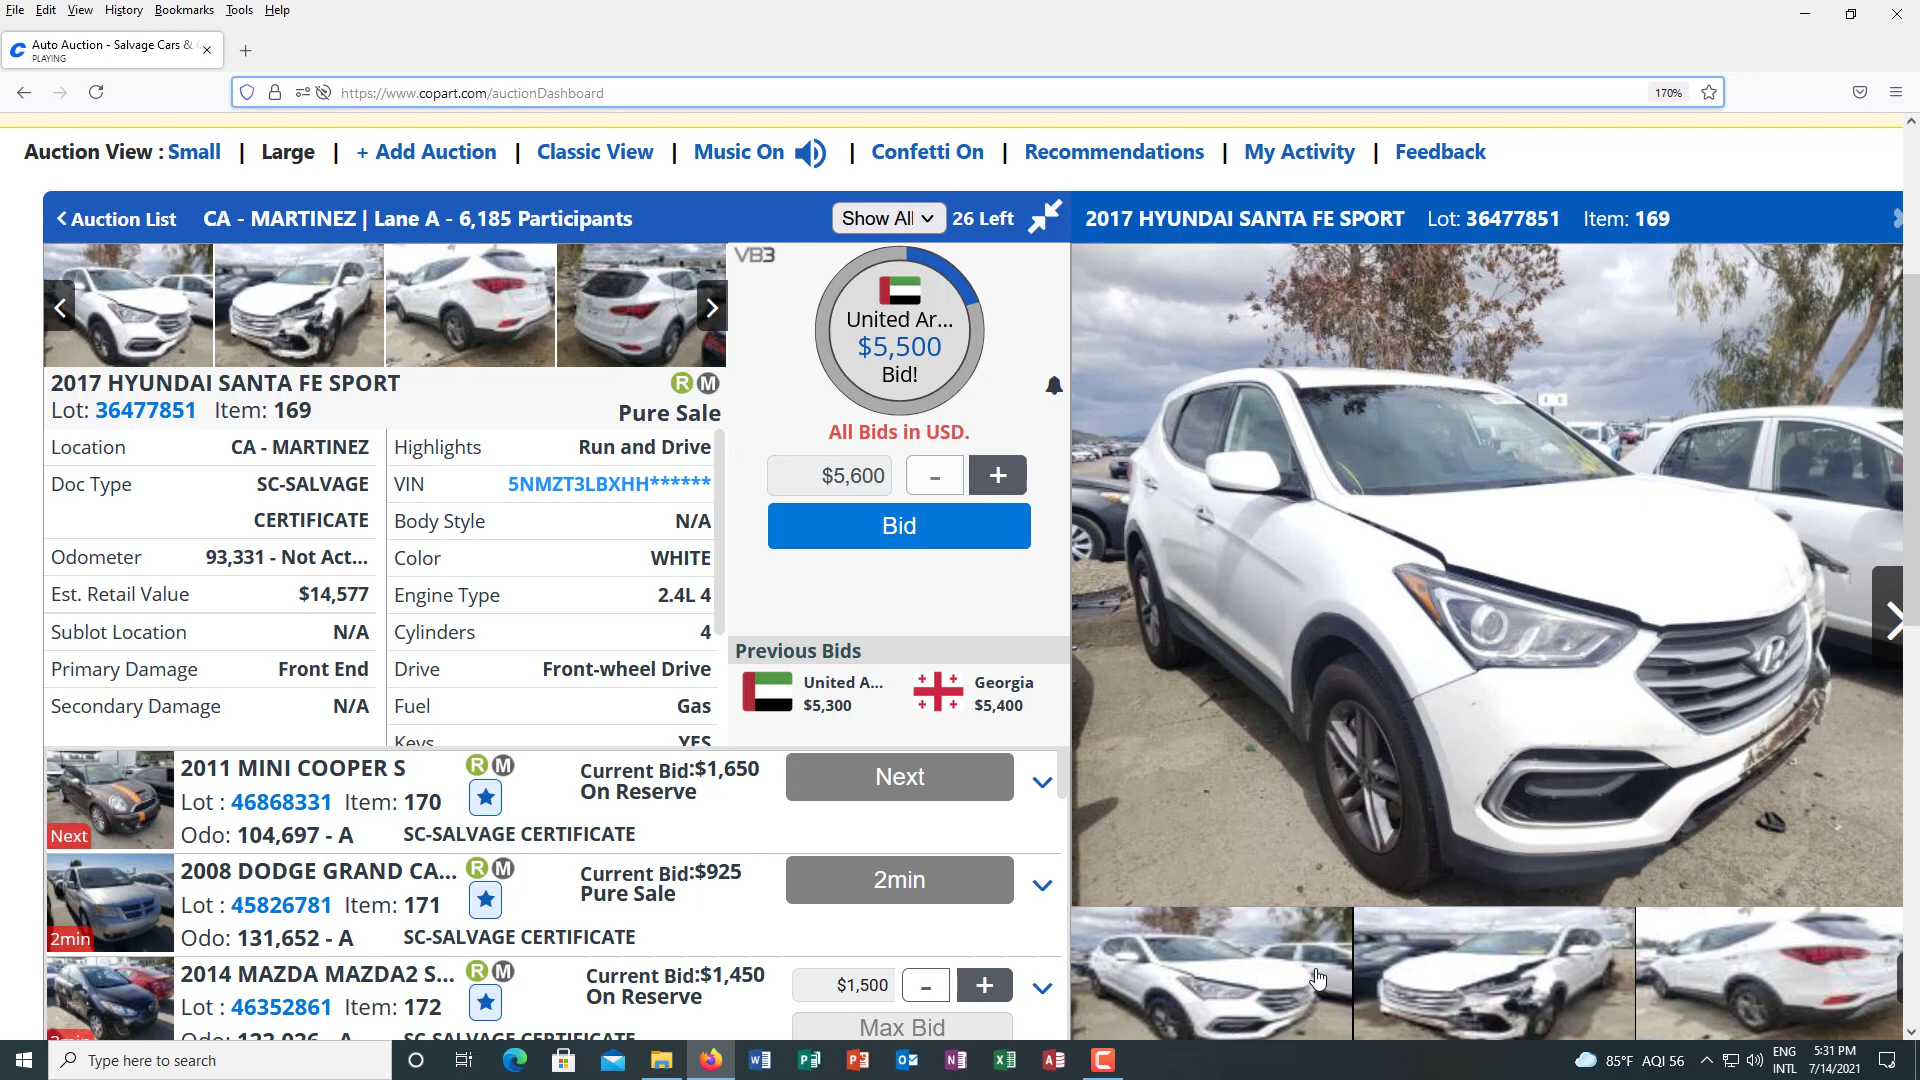 File Edit View History Bookmarks Tools Help
Auto Auction - Salvage Cars &
PLAYING
https://www.copart.com/auctionDashboard
170%
Auction View : Small | Large | + Add Auction | Classic View | Music On | Confetti On | Recommendations | My Activity | Feedback
Auction List CA - MARTINEZ | Lane A - 6,185 Participants Show All 26 Left
2017 HYUNDAI SANTA FE SPORT Lot: 36477851 Item: 169
VB3
United Ar...
$5,500
Bid!
2017 HYUNDAI SANTA FE SPORT R M
Lot: 36477851 Item: 169 Pure Sale
All Bids in USD.
Location CA - MARTINEZ
Doc Type SC-SALVAGE
CERTIFICATE
Odometer 93,331 - Not Act...
Est. Retail Value $14,577
Sublot Location N/A
Primary Damage Front End
Secondary Damage N/A
Highlights Run and Drive
VIN 5NMZT3LBXHH******
Body Style N/A
Color WHITE
Engine Type 2.4L 4
Cylinders 4
Drive Front-wheel Drive
Fuel Gas
Keys YES
$5,600 - +
Bid
Previous Bids
United A...
$5,300
Georgia
$5,400
2011 MINI COOPER S R M
Lot : 46868331 Item: 170
Odo: 104,697 - A SC-SALVAGE CERTIFICATE
Current Bid:$1,650
On Reserve
Next
Next
2008 DODGE GRAND CA... R M
Lot : 45826781 Item: 171
Odo: 131,652 - A SC-SALVAGE CERTIFICATE
Current Bid:$925
Pure Sale
2min
2min
2014 MAZDA MAZDA2 S... R M
Lot : 46352861 Item: 172
Current Bid:$1,450
On Reserve
$1,500 - +
Max Bid
Type here to search
85°F AQI 56
ENG
INTL
5:31 PM
7/14/2021